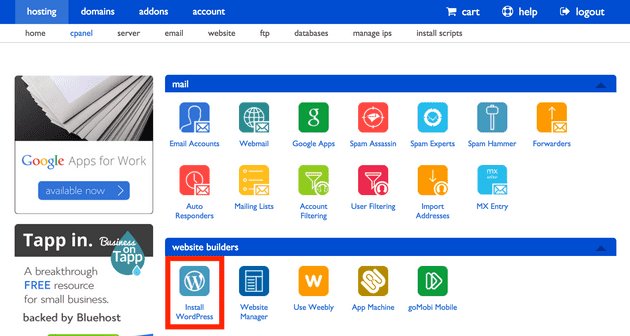 hosting domains addons account cart help logout
home cpanel server email website ftp databases manage ips install scripts
Google Apps for Work
available now
Tapp in. Business on Tapp
A breakthrough
FREE resource
for small business.
backed by Bluehost
mail
Email Accounts Webmail Google Apps Spam Assassin Spam Experts Spam Hammer Forwarders
Auto Responders Mailing Lists Account Filtering User Filtering Import Addresses MX Entry
website builders
Install WordPress Website Manager Use Weebly App Machine goMobi Mobile